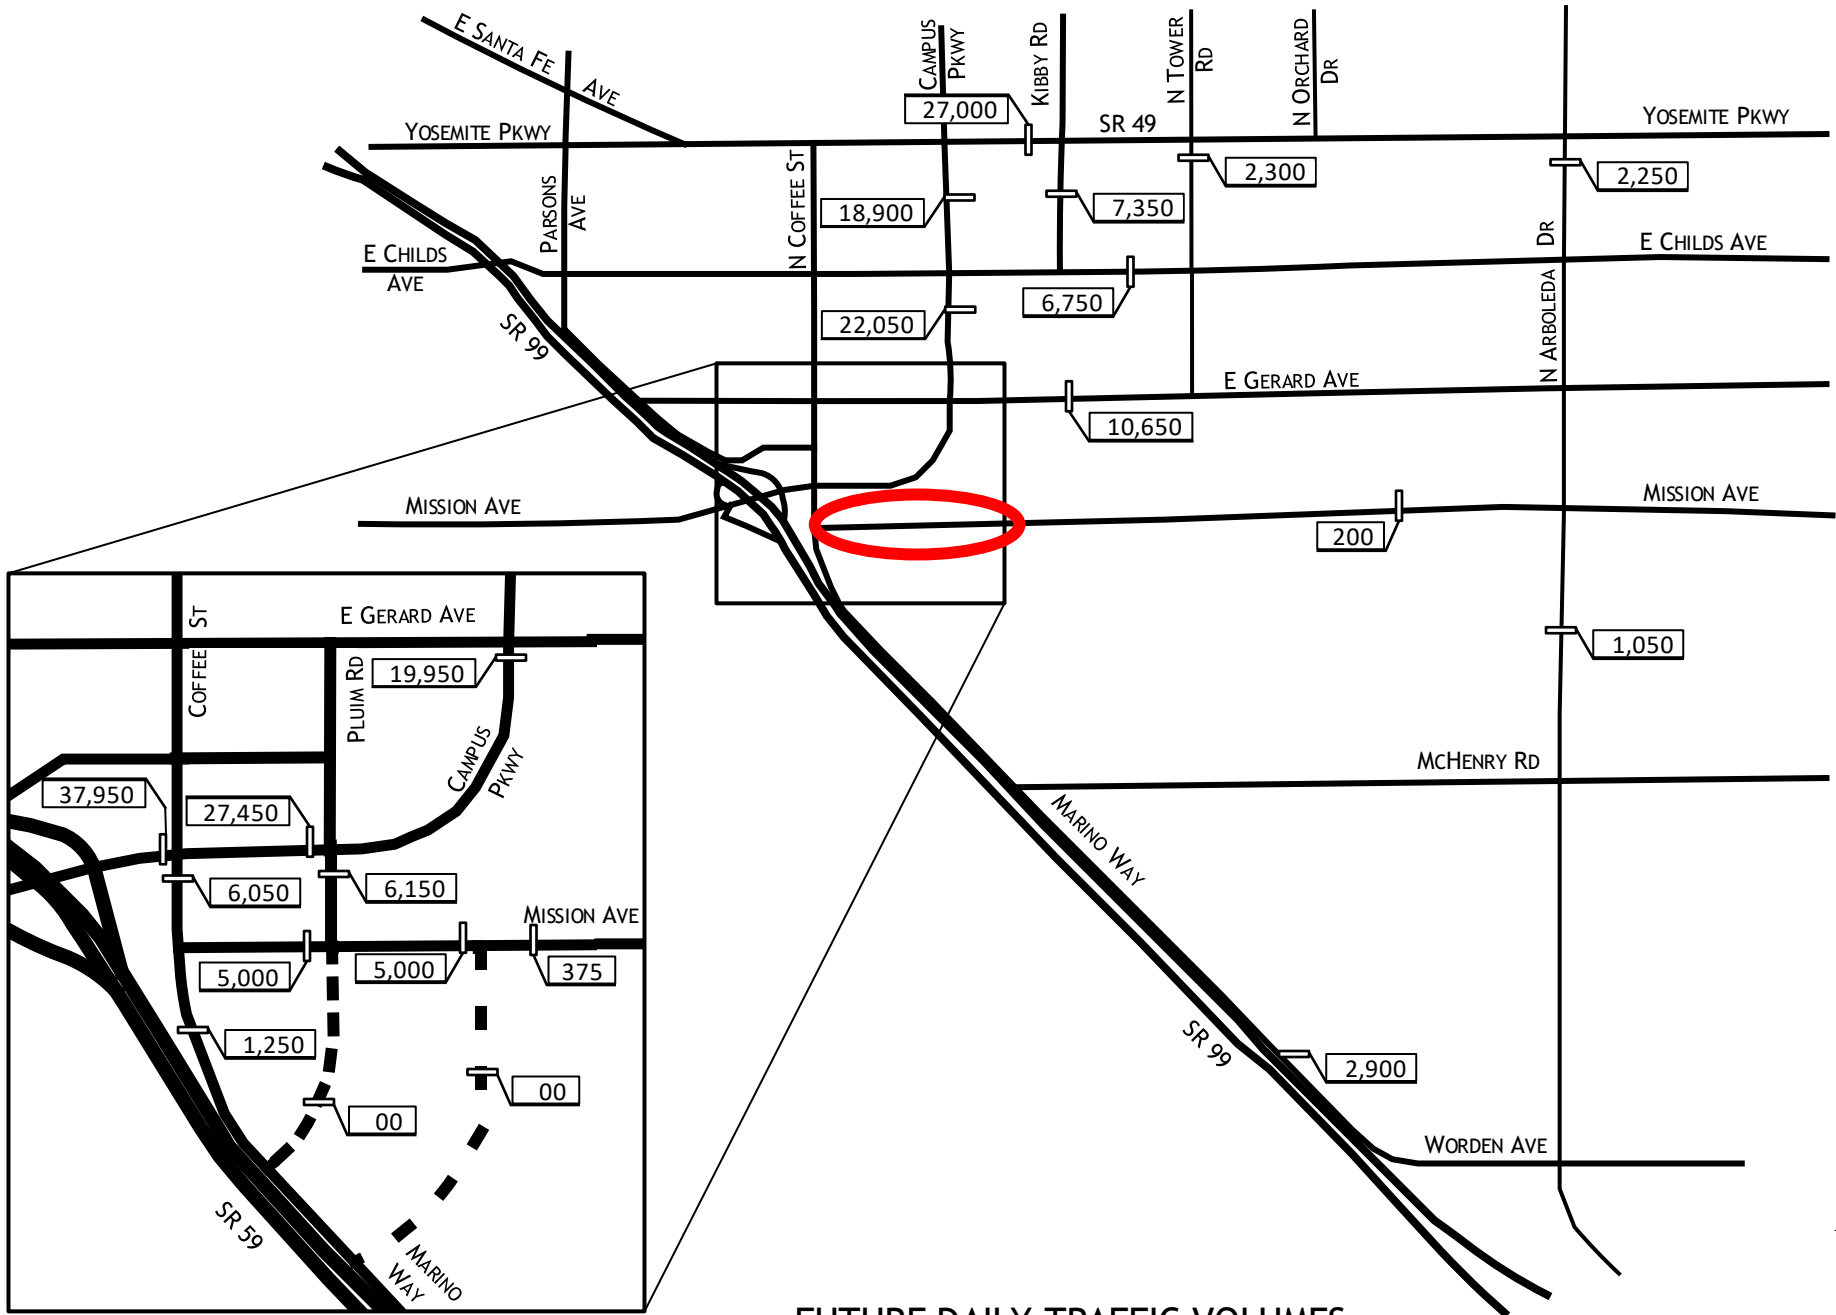 E SANTA FE
AVE
CAMPUS
PKWY
KIBBY RD
N TOWER
RD
N ORCHARD
DR
27,000
YOSEMITE PKWY
SR 49
YOSEMITE PKWY
PARSONS
AVE
N COFFEE ST
18,900
7,350
2,300
2,250
E CHILDS
AVE
N ARBOLEDA DR
E CHILDS AVE
SR 99
22,050
6,750
E GERARD AVE
10,650
MISSION AVE
MISSION AVE
200
COFFEE ST
E GERARD AVE
PLUIM RD
19,950
CAMPUS
PKWY
1,050
37,950
27,450
MCHENRY RD
6,050
6,150
MISSION AVE
5,000
5,000
375
MARINO WAY
1,250
00
00
SR 99
2,900
WORDEN AVE
SR 59
MARINO
WAY
FUTURE DAILY TRAFFIC VOLUMES